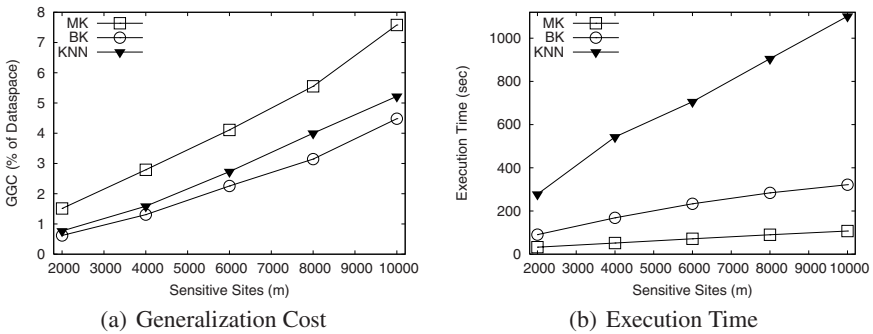 8%
7%
6%
5%
4%
3%
2%
1%
0
GGC (% of Dataspace)
MK
BK
KNN
2000 3000 4000 5000 6000 7000 8000 9000 10000
Sensitive Sites (m)
(a) Generalization Cost
1000
800
600
400
200
0
Execution Time (sec)
MK
BK
KNN
2000 3000 4000 5000 6000 7000 8000 9000 10000
Sensitive Sites (m)
(b) Execution Time